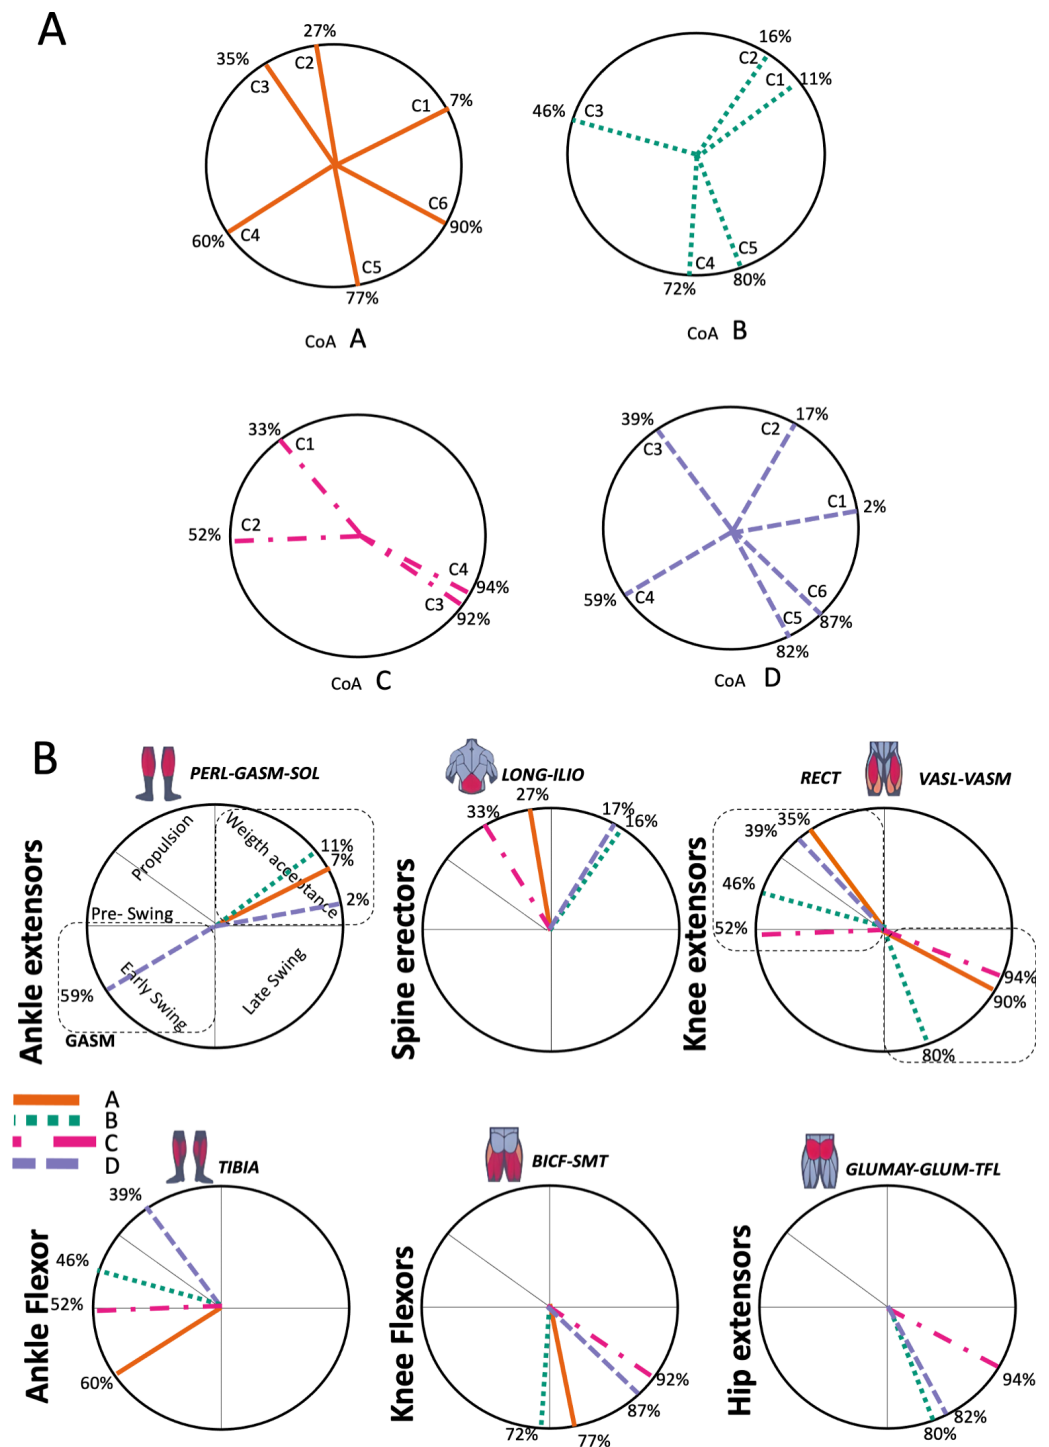 A
27%
35%
C2
C3
C1
7%
C6
90%
60%
C4
C5
77%
CoA A
16%
C2
C1
11%
46%
C3
C4
C5
72%
80%
CoA B
33%
C1
52%
C2
C4
94%
C3
92%
CoA C
39%
17%
C2
C3
C1
2%
59%
C4
C6
C5
87%
82%
CoA D
B
PERL-GASM-SOL
Ankle extensors
Propulsion
Weigth acceptance
11%
7%
2%
Pre- Swing
Early Swing
Late Swing
59%
GASM
LONG-ILIO
Spine erectors
27%
33%
17%
16%
RECT
VASL-VASM
Knee extensors
35%
39%
46%
52%
94%
90%
80%
A
B
C
D
TIBIA
Ankle Flexor
39%
46%
52%
60%
BICF-SMT
Knee Flexors
92%
87%
72%
77%
GLUMAY-GLUM-TFL
Hip extensors
94%
82%
80%